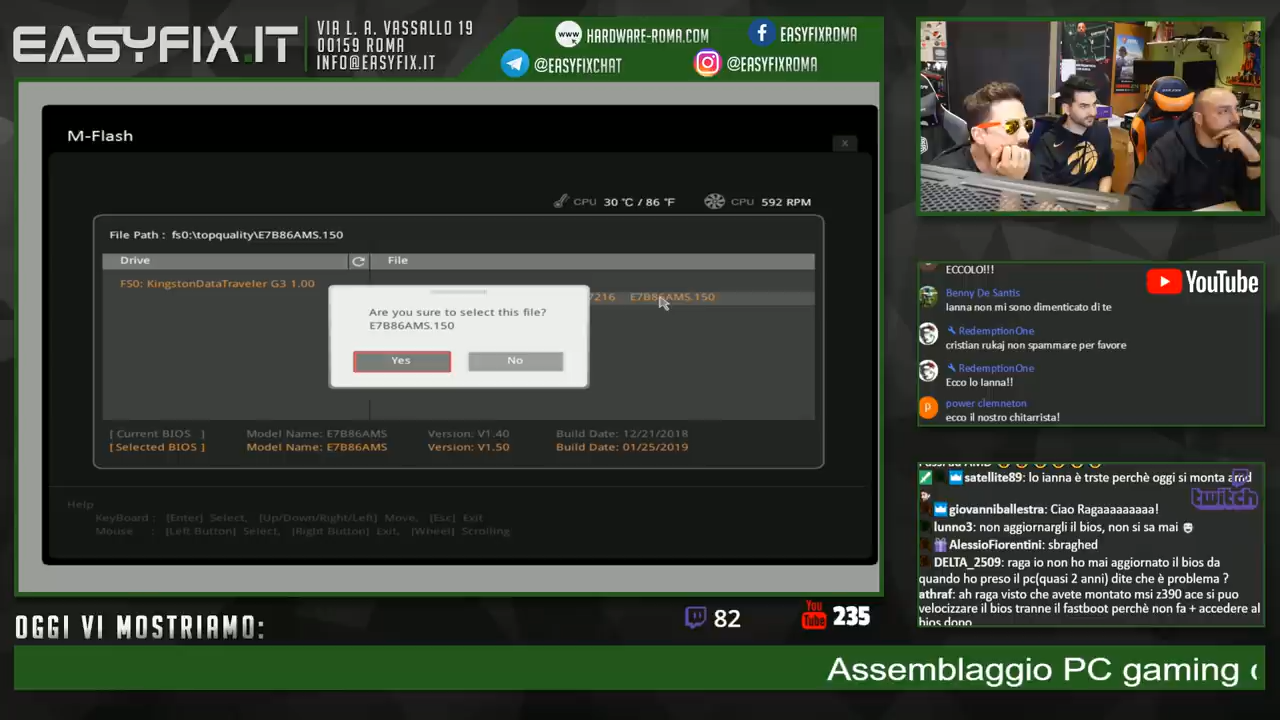 EASYFIX.IT
VIA L. A. VASSALLO 19
00159 ROMA
INFO@EASYFIX.IT
www
HARDWARE-ROMA.COM
EASYFIXROMA
@EASYFIXCHAT
@EASYFIXROMA
M-Flash
X
CPU 30 °C / 86 °F
CPU 592 RPM
File Path : fs0:\topquality\E7B86AMS.150
Drive
File
FS0: KingstonDataTraveler G3 1.00
7216 E7B86AMS.150
Are you sure to select this file?
E7B86AMS.150
Yes
No
[ Current BIOS ] Model Name: E7B86AMS Version: V1.40 Build Date: 12/21/2018
[ Selected BIOS ] Model Name: E7B86AMS Version: V1.50 Build Date: 01/25/2019
Help
KeyBoard : [Enter] Select, [Up/Down/Right/Left] Move, [Esc] Exit
Mouse : [Left Button] Select, [Right Button] Exit, [Wheel] Scrolling
ECCOLO!!!
Benny De Santis
Ianna non mi sono dimenticato di te
RedemptionOne
cristian rukaj non spammare per favore
RedemptionOne
Ecco lo Ianna!!
power clemneton
P
ecco il nostro chitarrista!
YouTube
satellite89: lo ianna è trste perchè oggi si monta amd
twitch
giovanniballestra: Ciao Ragaaaaaaaa!
lunno3: non aggiornargli il bios, non si sa mai
AlessioFiorentini: sbraghed
DELTA_2509: raga io non ho mai aggiornato il bios da
quando ho preso il pc(quasi 2 anni) dite che è problema ?
athraf: ah raga visto che avete montato msi z390 ace si puo
velocizzare il bios tranne il fastboot perchè non fa + accedere al
bios dopo
OGGI VI MOSTRIAMO:
82
You
Tube
235
Assemblaggio PC gaming